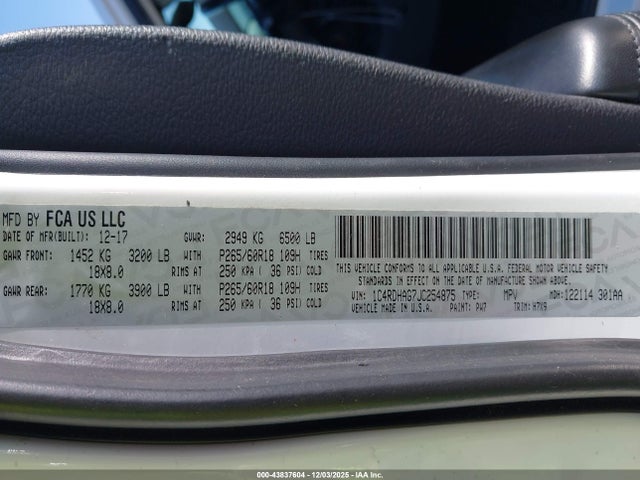 MFD BY FCA US LLC
DATE OF MFR(BUILT): 12-17 GVWR: 2949 KG 6500 LB
GAWR FRONT: 1452 KG 3200 LB WITH P265/60R18 109H TIRES
18X8.0 RIMS AT 250 KPA ( 36 PSI) COLD
GAWR REAR: 1770 KG 3900 LB WITH P265/60R18 109H TIRES
18X8.0 RIMS AT 250 KPA ( 36 PSI) COLD
THIS VEHICLE CONFORMS TO ALL APPLICABLE U.S.A. FEDERAL MOTOR VEHICLE SAFETY
STANDARDS IN EFFECT ON THE DATE OF MANUFACTURE SHOWN ABOVE.
VIN: 1C4RDHAG7JC254875 TYPE: MPV MDH: 122114 301AA
VEHICLE MADE IN U.S.A. PAINT: PW7 TRIM: H7X9
000-43837604 - 12/03/2025 - IAAI.COM